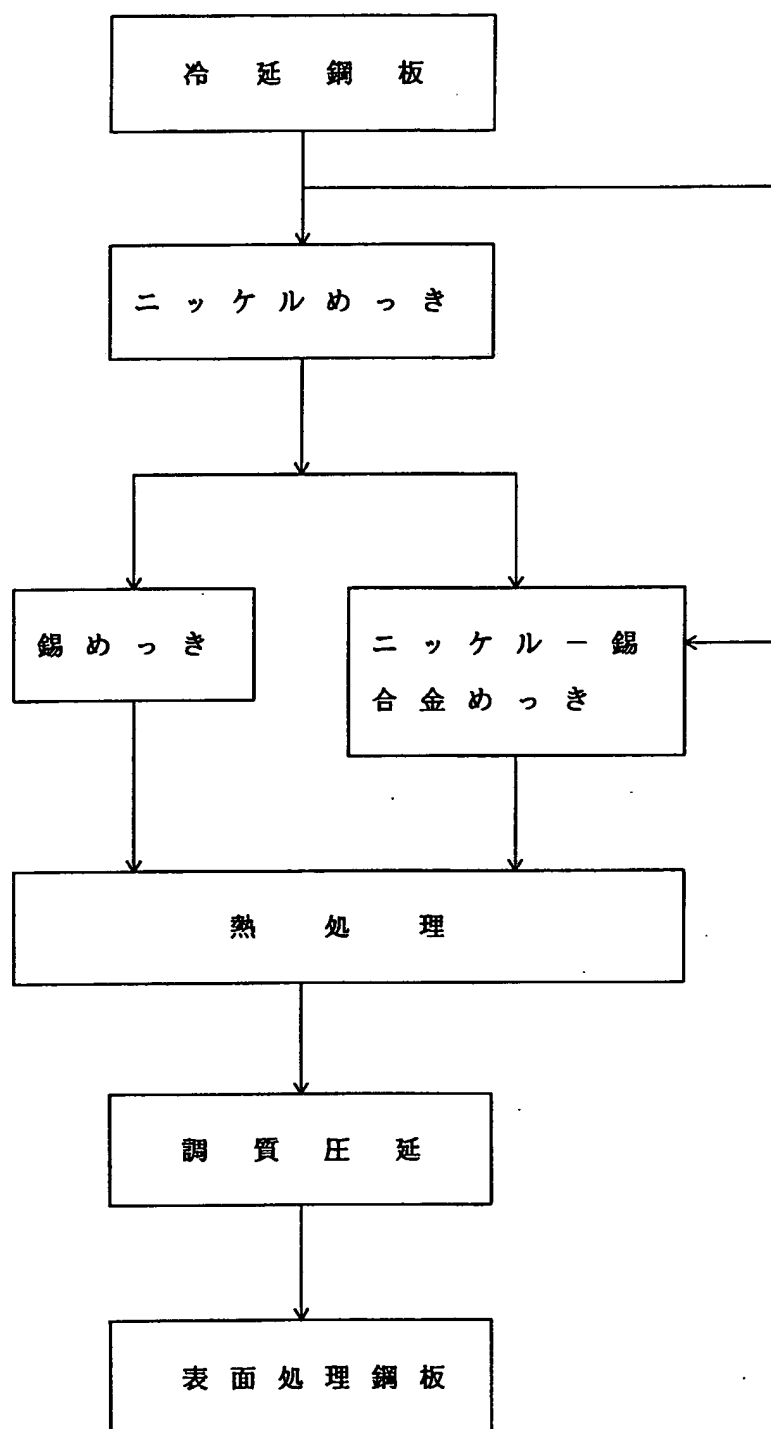 冷延鋼板
ニッケルめっき
錫めっき
ニッケル－錫
合金めっき
熱処理
調質圧延
表面処理鋼板